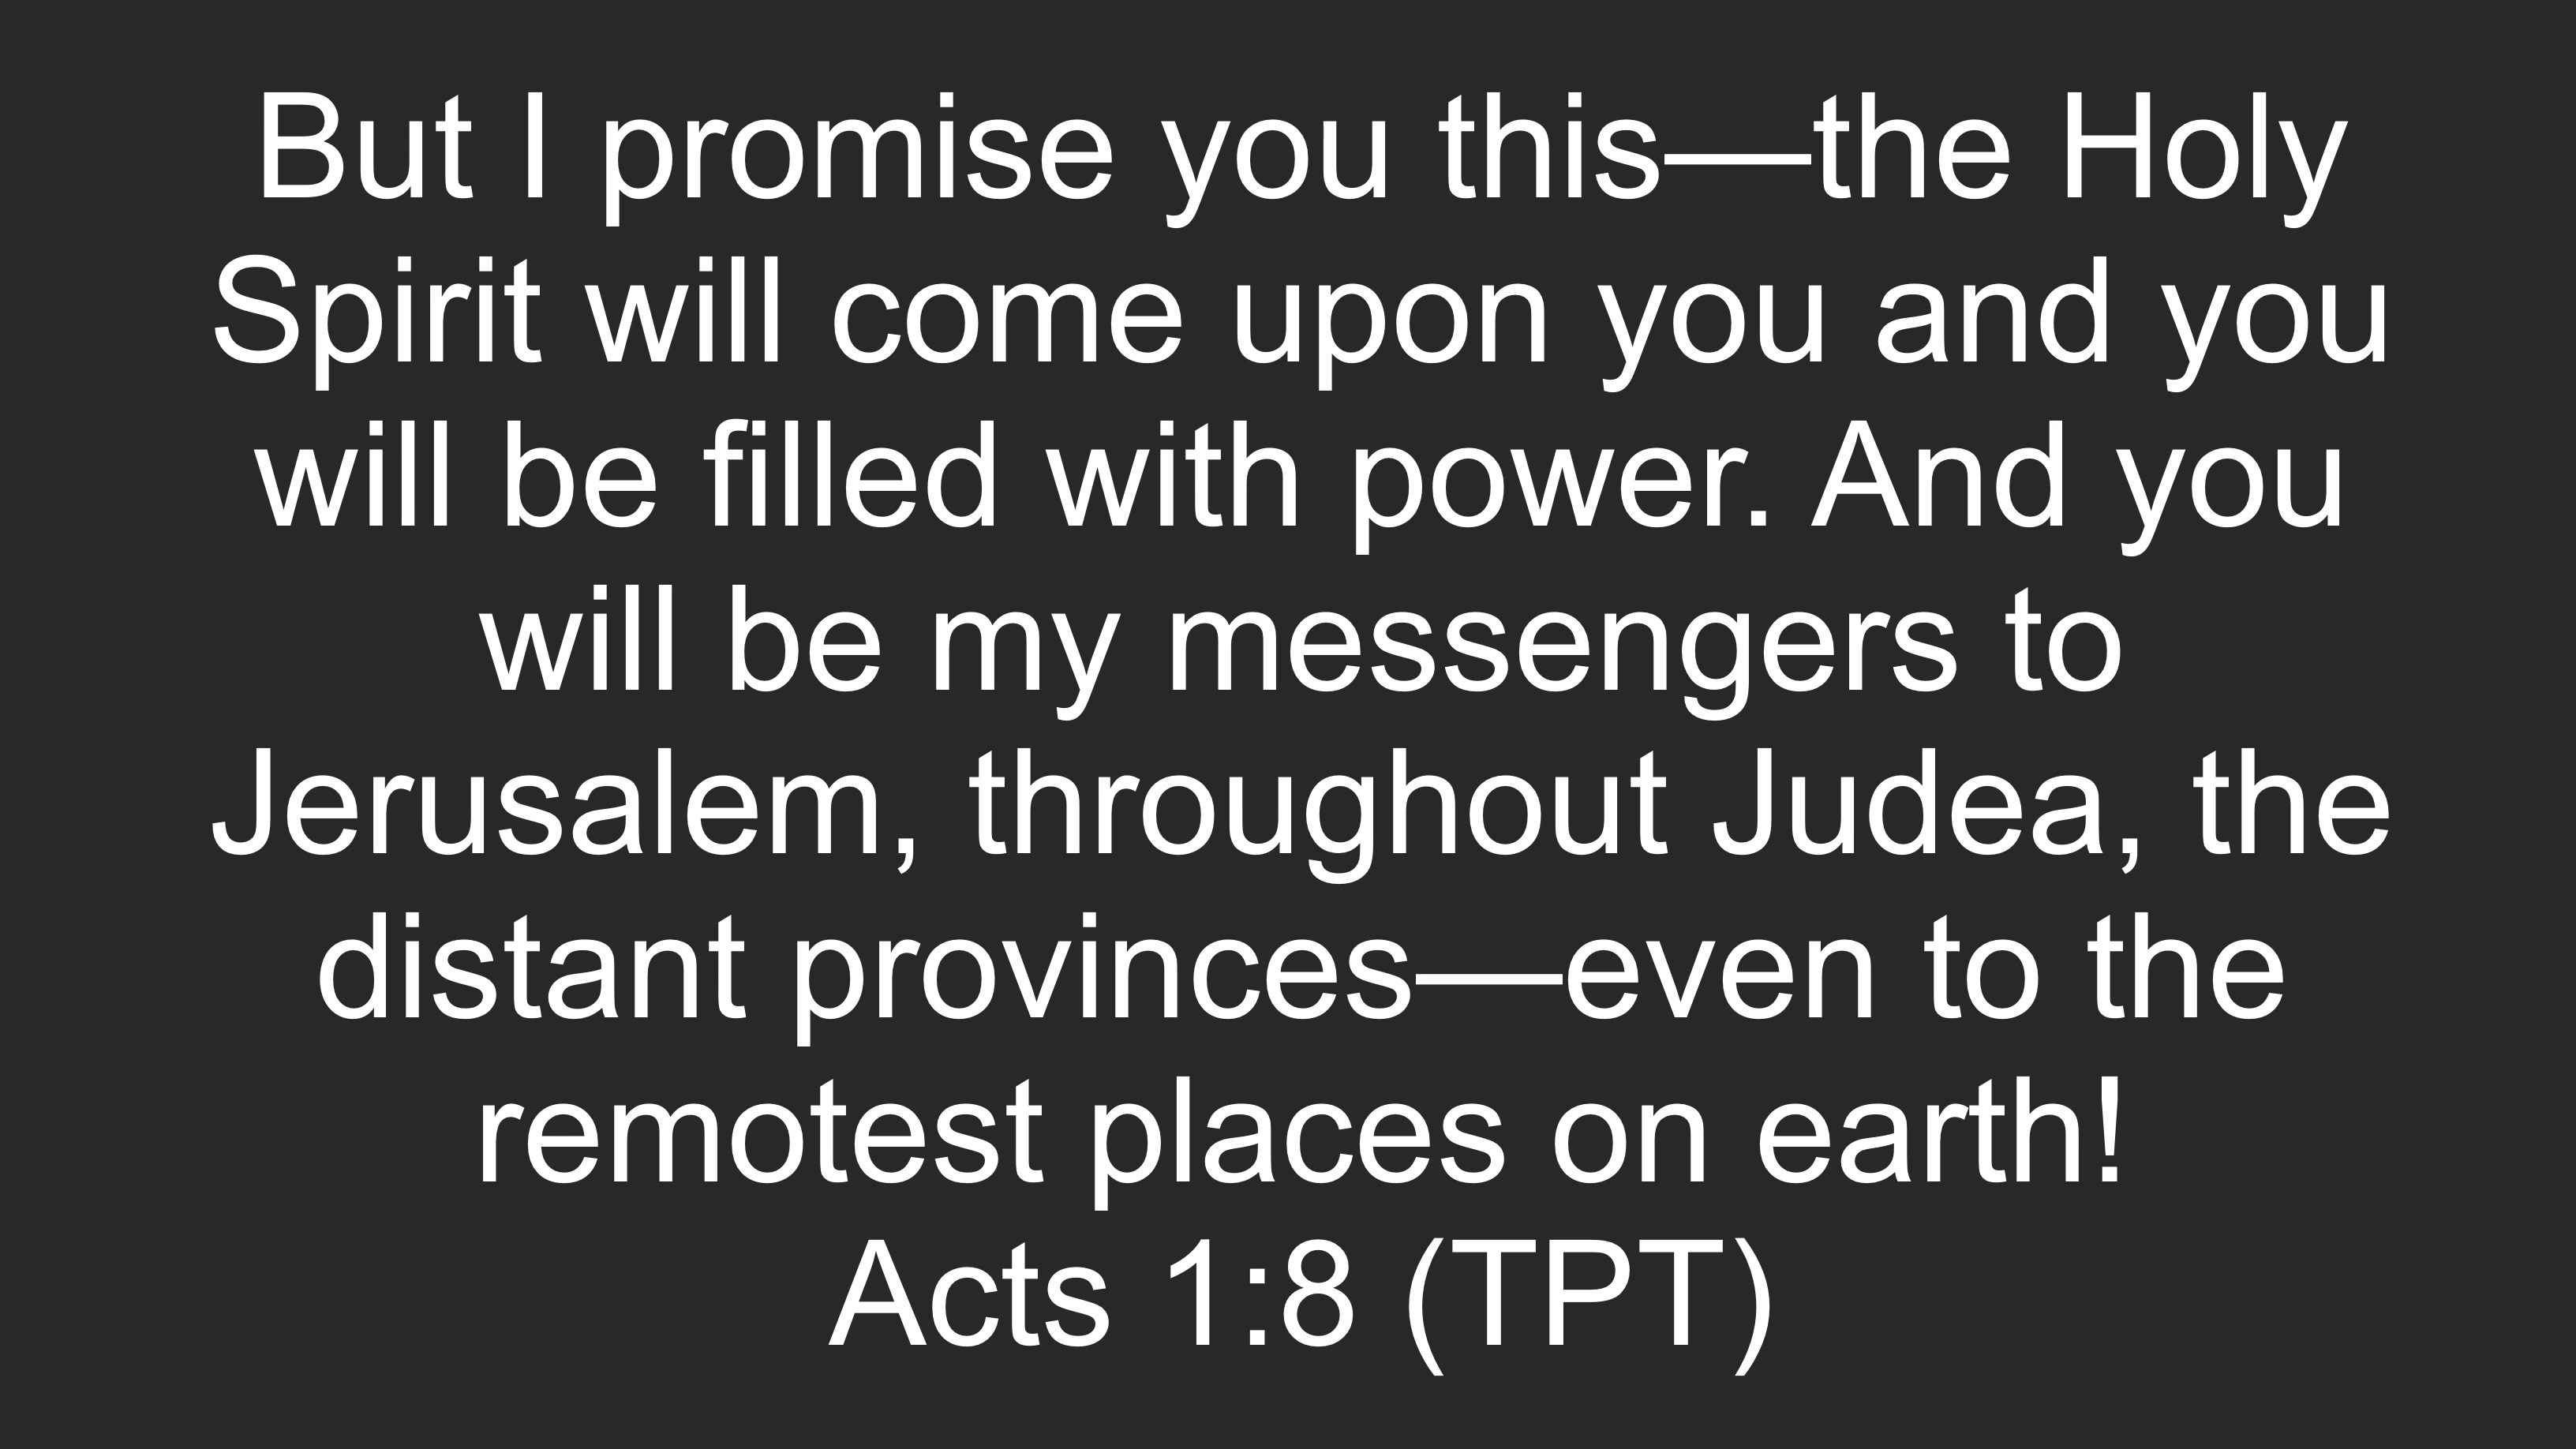 But I promise you this—the Holy
Spirit will come upon you and you
will be filled with power. And you
will be my messengers to
Jerusalem, throughout Judea, the
distant provinces—even to the
remotest places on earth!
Acts 1:8 (TPT)